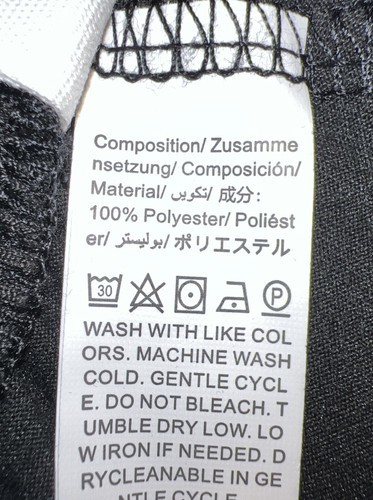 Composition/ Zusamme
nsetzung/ Composición/
Material/ تكوين/ 成分:
100% Polyester/ Poliést
er/ بوليستر/ ポリエステル
30 P
WASH WITH LIKE COL
ORS. MACHINE WASH
COLD. GENTLE CYCL
E. DO NOT BLEACH. T
UMBLE DRY LOW. LO
W IRON IF NEEDED. D
RYCLEANABLE IN GE
NTLE CYCLE